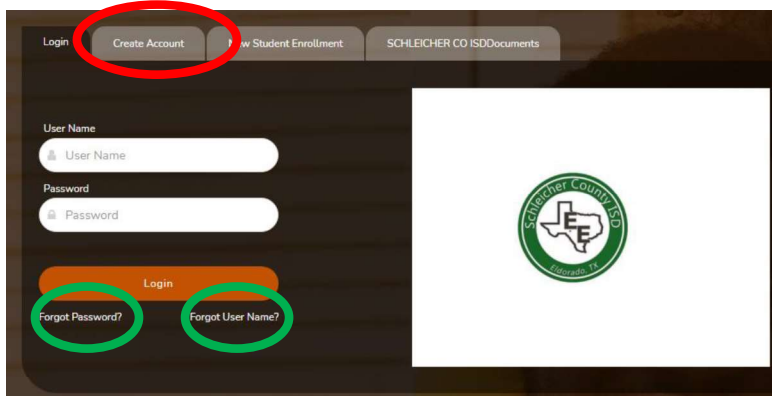 Login
Create Account
New Student Enrollment
SCHLEICHER CO ISDDocuments
User Name
User Name
Password
Password
Login
Forgot Password?
Forgot User Name?
Schleicher County ISD
EE
Eldorado, TX